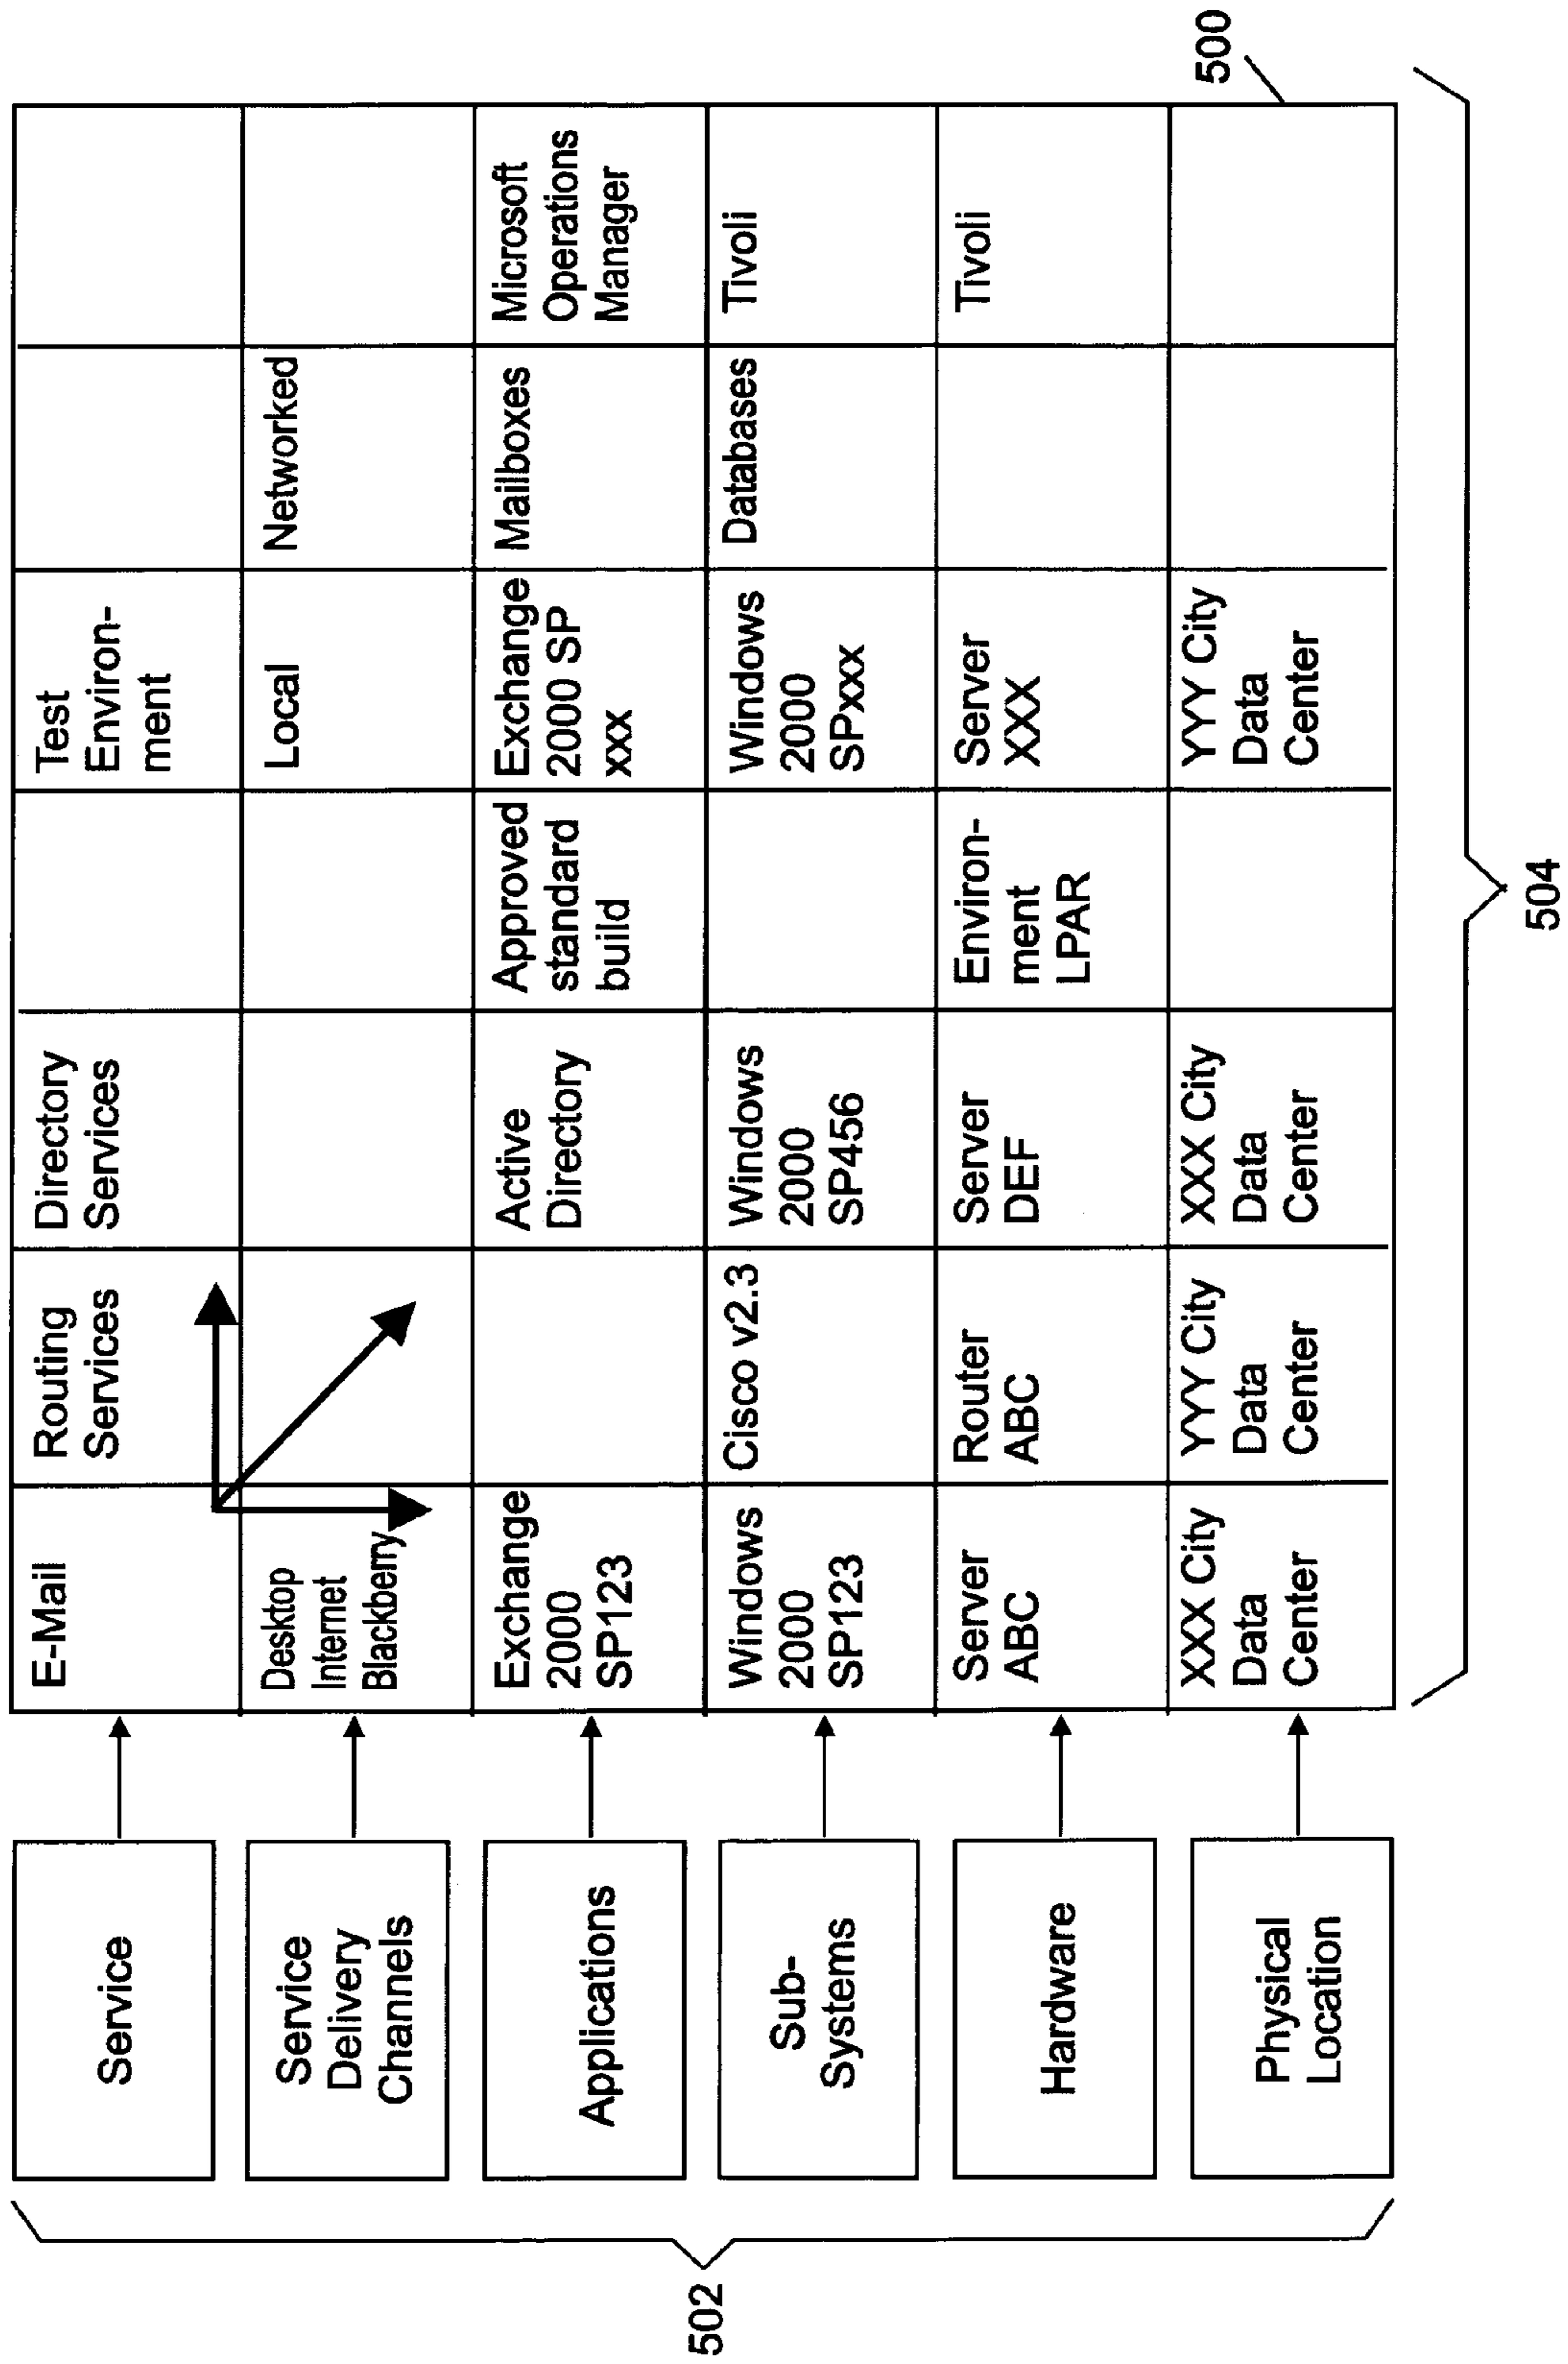 500
Service
E-Mail
Routing
Services
Directory
Services
Test
Environ-
ment
Service
Delivery
Channels
Desktop
Internet
Blackberry
Local
Networked
Applications
Exchange
2000
SP123
Active
Directory
Approved
standard
build
Exchange
2000 SP
xxx
Mailboxes
Microsoft
Operations
Manager
Sub-
Systems
Windows
2000
SP123
Cisco v2.3
Windows
2000
SP456
Windows
2000
SPxxx
Databases
Tivoli
Hardware
Server
ABC
Router
ABC
Server
DEF
Environ-
ment
LPAR
Server
XXX
Tivoli
Physical
Location
XXX City
Data
Center
YYY City
Data
Center
XXX City
Data
Center
YYY City
Data
Center
502
504